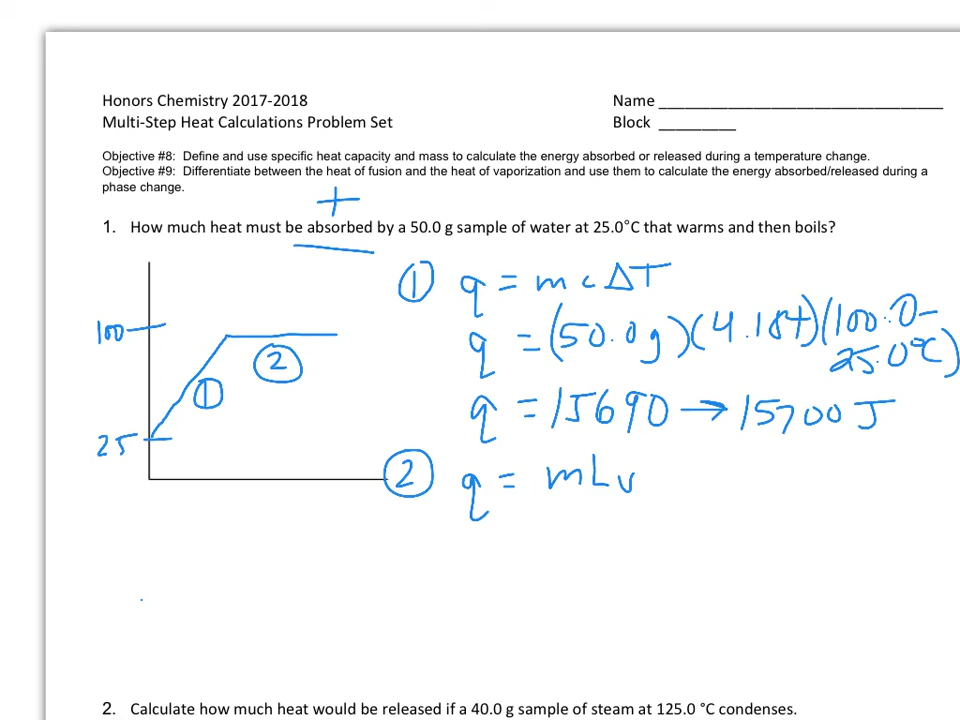 Honors Chemistry 2017-2018
Name ________________________________
Multi-Step Heat Calculations Problem Set
Block _________
Objective #8: Define and use specific heat capacity and mass to calculate the energy absorbed or released during a temperature change.
Objective #9: Differentiate between the heat of fusion and the heat of vaporization and use them to calculate the energy absorbed/released during a
phase change.
+
1. How much heat must be absorbed by a 50.0 g sample of water at 25.0°C that warms and then boils?
① q = mcΔT
100
② 
①
25
q = (50.0g)(4.184)(100.0-
25.0°C)
q = 15690 → 15700 J
② q = mLv
2. Calculate how much heat would be released if a 40.0 g sample of steam at 125.0 °C condenses.